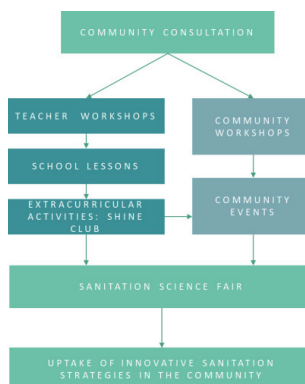 COMMUNITY CONSULTATION
TEACHER WORKSHOPS
COMMUNITY
WORKSHOPS
SCHOOL LESSONS
EXTRACURRICULAR
ACTIVITIES: SHINE
CLUB
COMMUNITY
EVENTS
SANITATION SCIENCE FAIR
UPTAKE OF INNOVATIVE SANITATION
STRATEGIES IN THE COMMUNITY